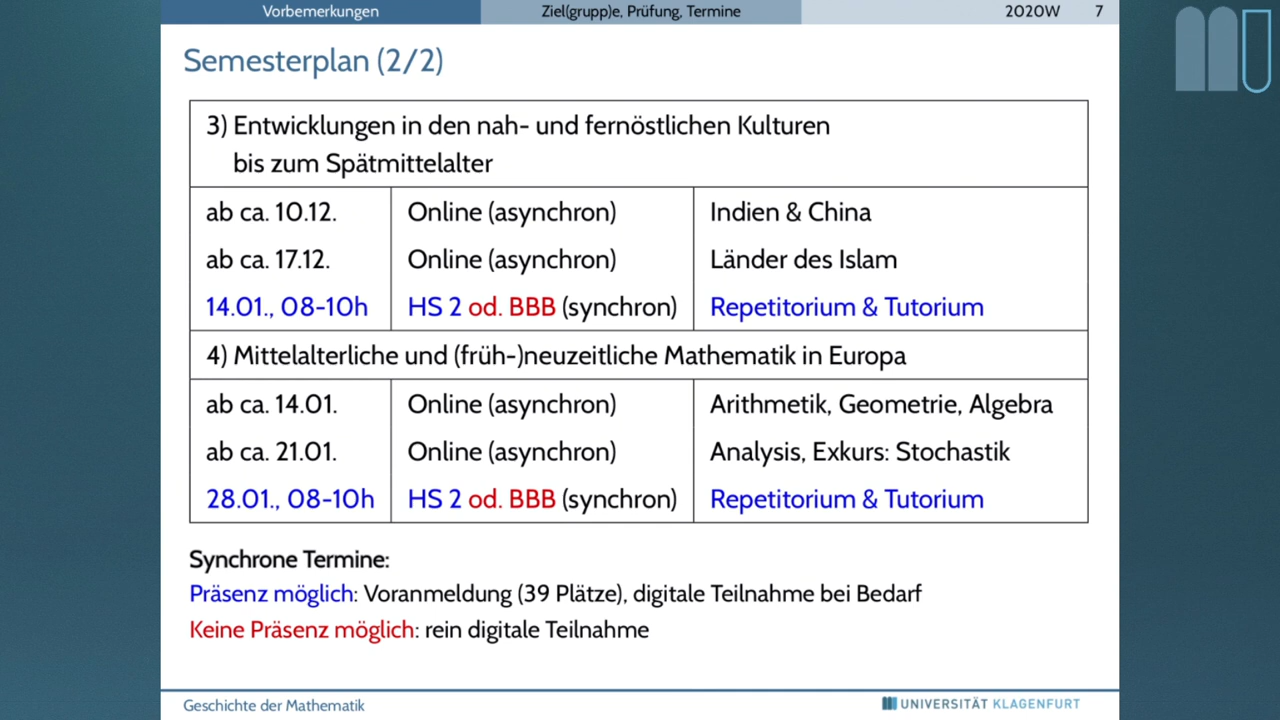 Vorbemerkungen Ziel(grupp)e, Prüfung, Termine 2020W 7
Semesterplan (2/2)
3) Entwicklungen in den nah- und fernöstlichen Kulturen
bis zum Spätmittelalter
ab ca. 10.12. Online (asynchron) Indien & China
ab ca. 17.12. Online (asynchron) Länder des Islam
14.01., 08-10h HS 2 od. BBB (synchron) Repetitorium & Tutorium
4) Mittelalterliche und (früh-)neuzeitliche Mathematik in Europa
ab ca. 14.01. Online (asynchron) Arithmetik, Geometrie, Algebra
ab ca. 21.01. Online (asynchron) Analysis, Exkurs: Stochastik
28.01., 08-10h HS 2 od. BBB (synchron) Repetitorium & Tutorium
Synchrone Termine:
Präsenz möglich: Voranmeldung (39 Plätze), digitale Teilnahme bei Bedarf
Keine Präsenz möglich: rein digitale Teilnahme
Geschichte der Mathematik UNIVERSITÄT KLAGENFURT